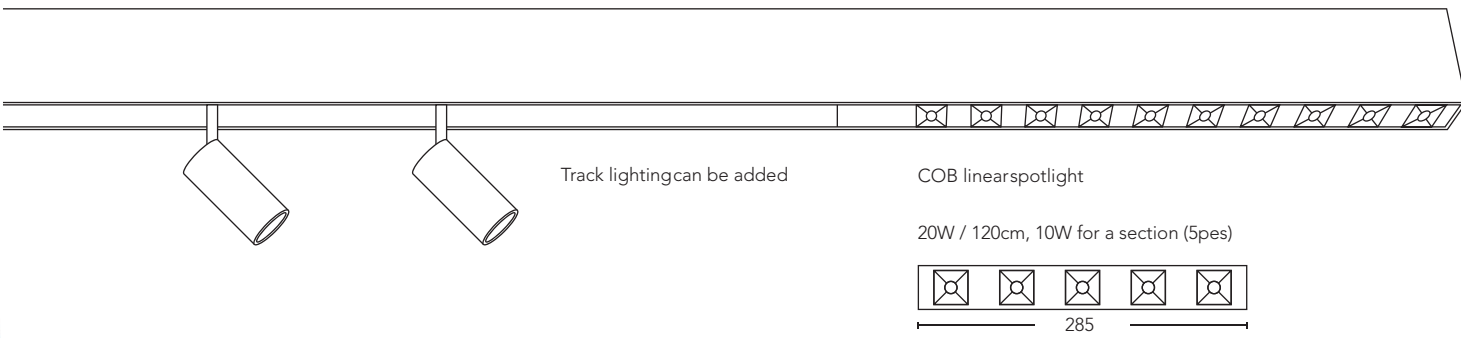 Track lightingcan be added
COB linearspotlight
20W / 120cm, 10W for a section (5pes)
285